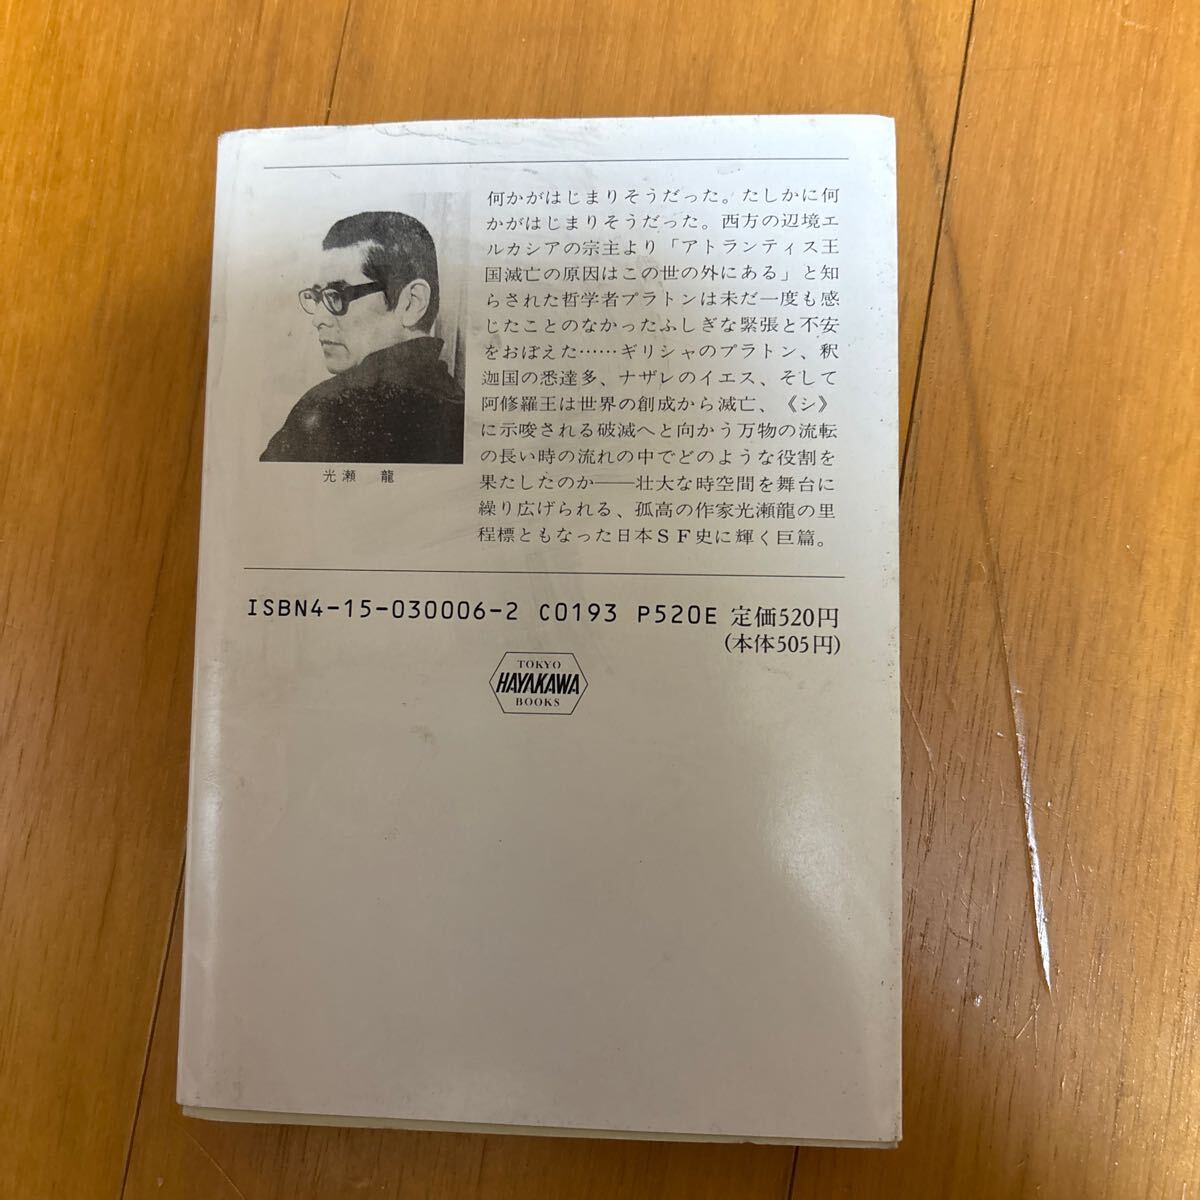 何かがはじまりそうだった。たしかに何
かがはじまりそうだった。西方の辺境エ
ルカシアの宗主より「アトランティス王
国滅亡の原因はこの世の外にある」と知
らされた哲学者プラトンは未だ一度も感
じたことのなかったふしぎな緊張と不安
をおぼえた……ギリシャのプラトン、釈
迦国の悉達多、ナザレのイエス、そして
阿修羅王は世界の創成から滅亡、《シ》
に示唆される破滅へと向かう万物の流転
の長い時の流れの中でどのような役割を
果たしたのか——壮大な時空間を舞台に
繰り広げられる、孤高の作家光瀬龍の里
程標ともなった日本ＳＦ史に輝く巨篇。
光瀬 龍
ISBN4-15-030006-2 C0193 P520E 定価520円
(本体505円)
TOKYO
HAYAKAWA
BOOKS